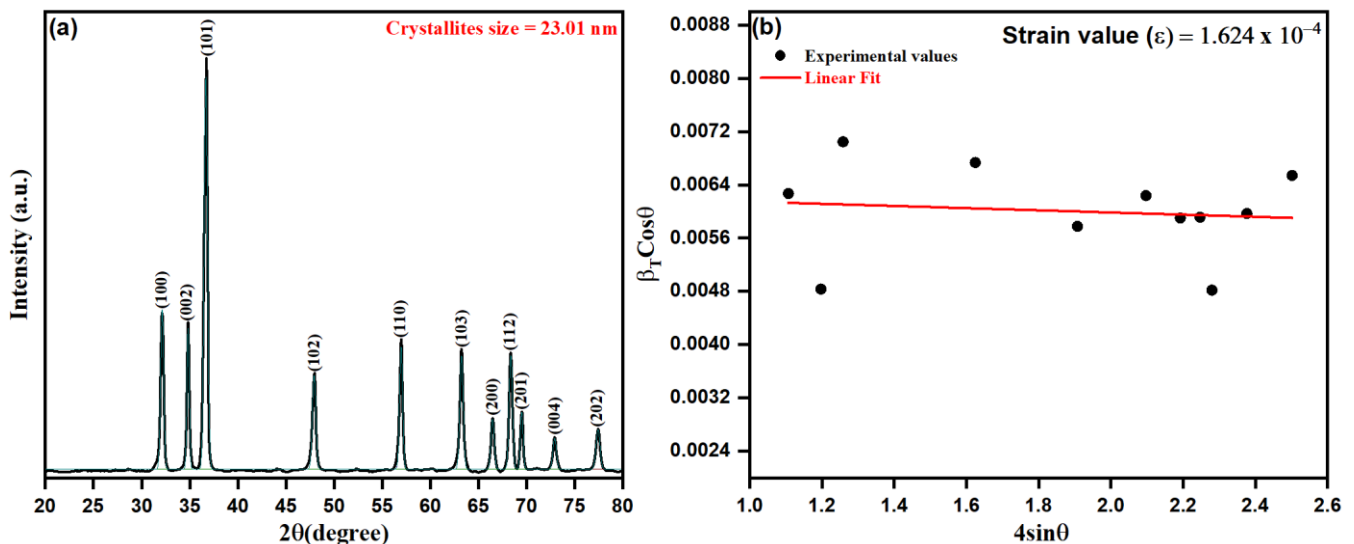 (a)
Crystallites size = 23.01 nm
(100)
(002)
(101)
(102)
(110)
(103)
(200)
(112)
(201)
(004)
(202)
Intensity (a.u.)
20 25 30 35 40 45 50 55 60 65 70 75 80
2θ(degree)
(b)
Strain value (ε) = 1.624 x 10⁻⁴
Experimental values
Linear Fit
0.0088
0.0080
0.0072
0.0064
0.0056
0.0048
0.0040
0.0032
0.0024
β_TCosθ
1.0 1.2 1.4 1.6 1.8 2.0 2.2 2.4 2.6
4sinθ